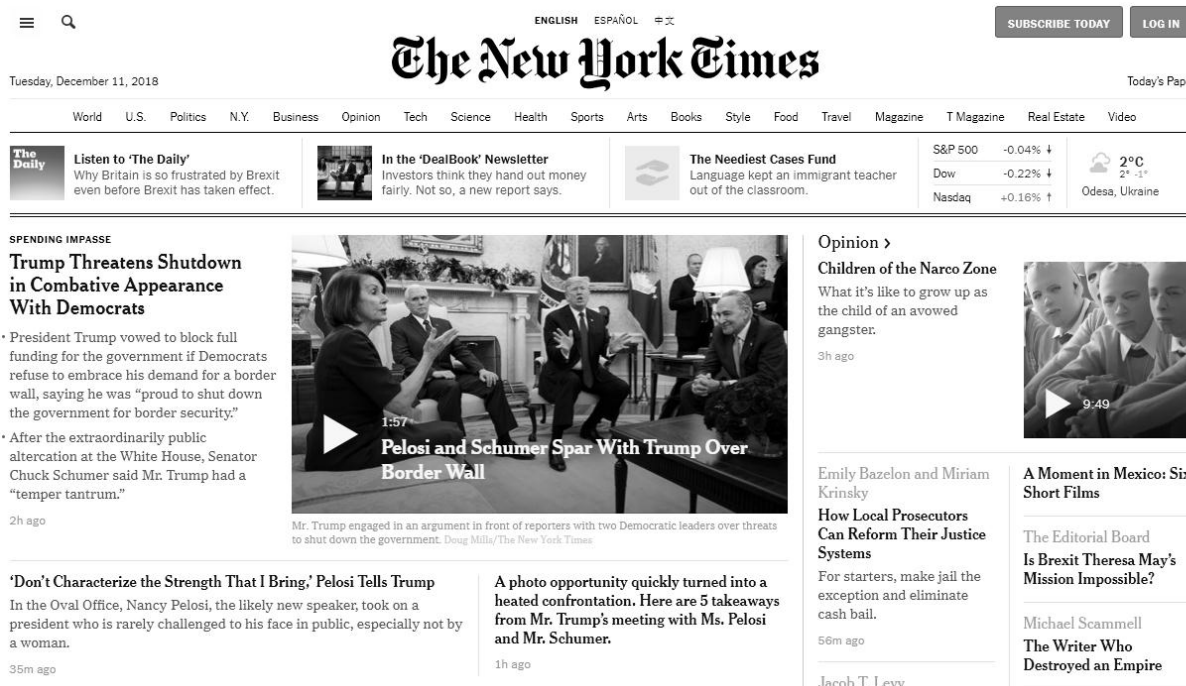 ENGLISH ESPAÑOL 中文
SUBSCRIBE TODAY LOG IN
The New York Times
Tuesday, December 11, 2018
Today's Pap
World U.S. Politics N.Y. Business Opinion Tech Science Health Sports Arts Books Style Food Travel Magazine T Magazine Real Estate Video
The
Daily
Listen to ‘The Daily’
Why Britain is so frustrated by Brexit
even before Brexit has taken effect.
In the ‘DealBook’ Newsletter
Investors think they hand out money
fairly. Not so, a new report says.
The Neediest Cases Fund
Language kept an immigrant teacher
out of the classroom.
S&P 500 -0.04% ↓
Dow -0.22% ↓
Nasdaq +0.16% ↑
2°C
2° -1°
Odesa, Ukraine
SPENDING IMPASSE
Trump Threatens Shutdown
in Combative Appearance
With Democrats
• President Trump vowed to block full
funding for the government if Democrats
refuse to embrace his demand for a border
wall, saying he was “proud to shut down
the government for border security.”
• After the extraordinarily public
altercation at the White House, Senator
Chuck Schumer said Mr. Trump had a
“temper tantrum.”
2h ago
1:57
Pelosi and Schumer Spar With Trump Over
Border Wall
Mr. Trump engaged in an argument in front of reporters with two Democratic leaders over threats
to shut down the government. Doug Mills/The New York Times
‘Don’t Characterize the Strength That I Bring,’ Pelosi Tells Trump
In the Oval Office, Nancy Pelosi, the likely new speaker, took on a
president who is rarely challenged to his face in public, especially not by
a woman.
35m ago
A photo opportunity quickly turned into a
heated confrontation. Here are 5 takeaways
from Mr. Trump’s meeting with Ms. Pelosi
and Mr. Schumer.
1h ago
Opinion ›
Children of the Narco Zone
What it’s like to grow up as
the child of an avowed
gangster.
3h ago
9:49
Emily Bazelon and Miriam
Krinsky
How Local Prosecutors
Can Reform Their Justice
Systems
For starters, make jail the
exception and eliminate
cash bail.
56m ago
Jacob T. Levy
A Moment in Mexico: Six
Short Films
The Editorial Board
Is Brexit Theresa May’s
Mission Impossible?
Michael Scammell
The Writer Who
Destroyed an Empire